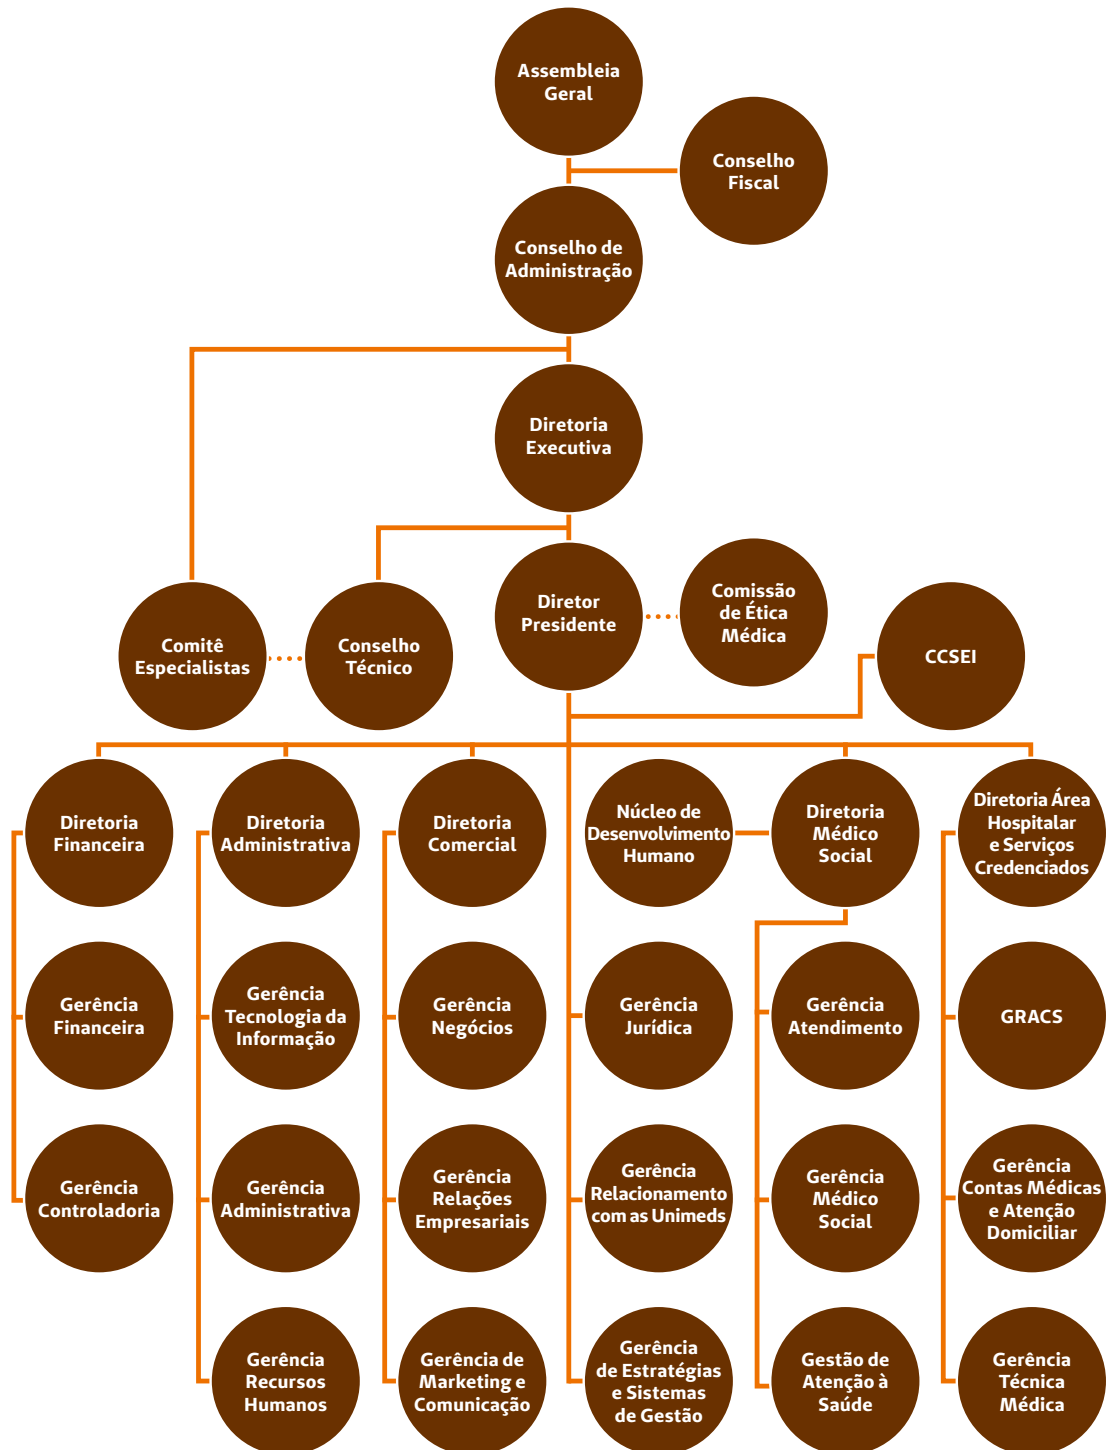 Assembleia
Geral
Conselho
Fiscal
Conselho de
Administração
Diretoria
Executiva
Comitê
Especialistas
Conselho
Técnico
Diretor
Presidente
Comissão
de Ética
Médica
CCSEI
Diretoria
Financeira
Diretoria
Administrativa
Diretoria
Comercial
Núcleo de
Desenvolvimento
Humano
Diretoria
Médico
Social
Diretoria Área
Hospitalar
e Serviços
Credenciados
Gerência
Financeira
Gerência
Tecnologia da
Informação
Gerência
Negócios
Gerência
Jurídica
Gerência
Atendimento
GRACS
Gerência
Controladoria
Gerência
Administrativa
Gerência
Relações
Empresariais
Gerência
Relacionamento
com as Unimeds
Gerência
Médico
Social
Gerência
Contas Médicas
e Atenção
Domiciliar
Gerência
Recursos
Humanos
Gerência de
Marketing e
Comunicação
Gerência
de Estratégias
e Sistemas
de Gestão
Gestão de
Atenção à
Saúde
Gerência
Técnica
Médica